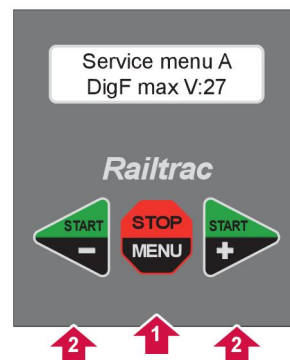 Service menu A
DigF max V:27
Railtrac
START
-
STOP
MENU
START
+
2
1
2